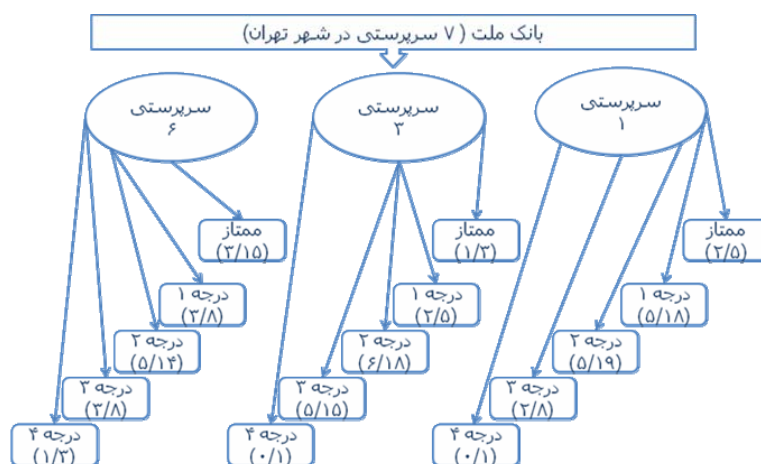 بانک ملت ( ۷ سرپرستی در شهر تهران)
سرپرستی
۱
ممتاز
(۲/۵)
درجه ۱
(۵/۱۸)
درجه ۲
(۵/۱۹)
درجه ۳
(۲/۸)
درجه ۴
(۰/۱)
سرپرستی
۳
ممتاز
(۱/۳)
درجه ۱
(۲/۵)
درجه ۲
(۶/۱۸)
درجه ۳
(۵/۱۵)
درجه ۴
(۰/۱)
سرپرستی
۶
ممتاز
(۳/۱۵)
درجه ۱
(۳/۸)
درجه ۲
(۵/۱۴)
درجه ۳
(۳/۸)
درجه ۴
(۱/۳)